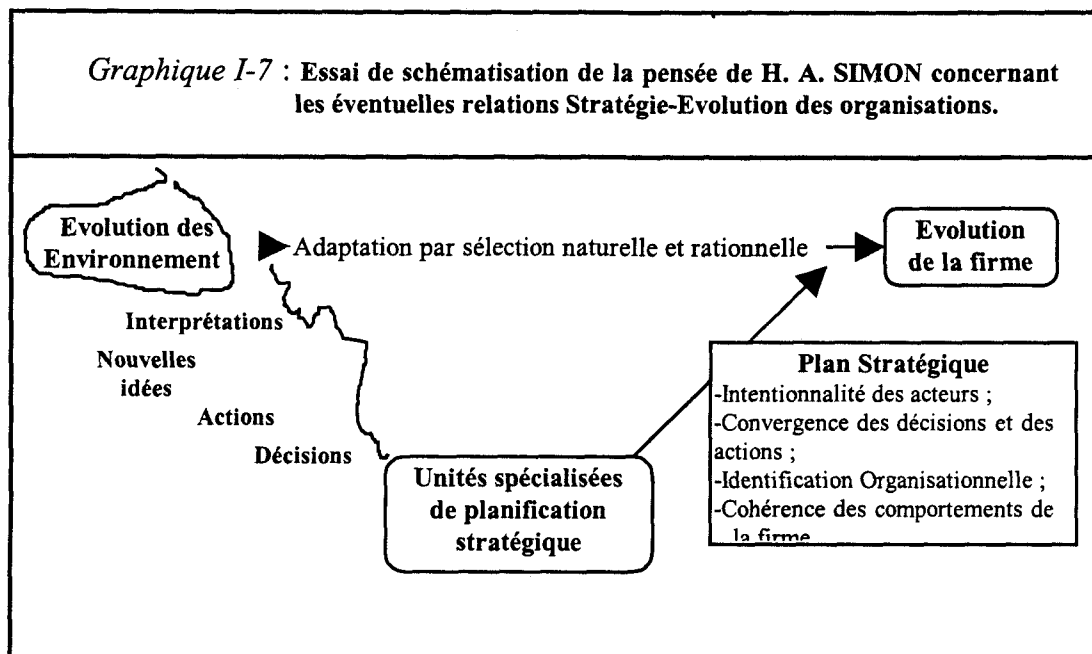 Graphique I-7 : Essai de schématisation de la pensée de H. A. SIMON concernant
les éventuelles relations Stratégie-Evolution des organisations.
Evolution des
Environnement
Adaptation par sélection naturelle et rationnelle
Evolution
de la firme
Interprétations
Nouvelles
idées
Actions
Décisions
Unités spécialisées
de planification
stratégique
Plan Stratégique
-Intentionnalité des acteurs ;
-Convergence des décisions et des
actions ;
-Identification Organisationnelle ;
-Cohérence des comportements de
la firme